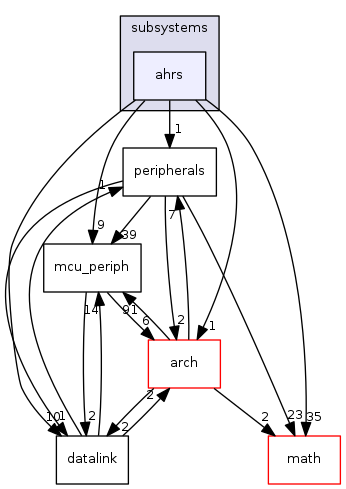 subsystems
ahrs
1
peripherals
1
9
39
7
mcu_periph
14
91
6
2
1
arch
2
2
10
1
2
2
23
35
datalink
math